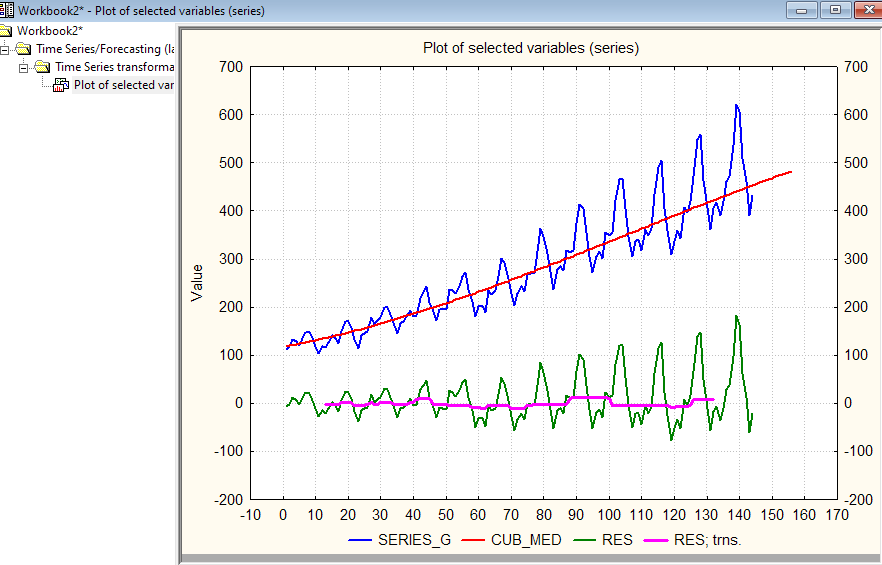 Workbook2* - Plot of selected variables (series)
Workbook2*
Time Series/Forecasting (la
Time Series transforma
Plot of selected var
Plot of selected variables (series)
700 700
600 600
500 500
400 400
300 300
200 200
100 100
0 0
-100 -100
-200 -200
Value
-10 0 10 20 30 40 50 60 70 80 90 100 110 120 130 140 150 160 170
SERIES_G CUB_MED RES RES; trns.